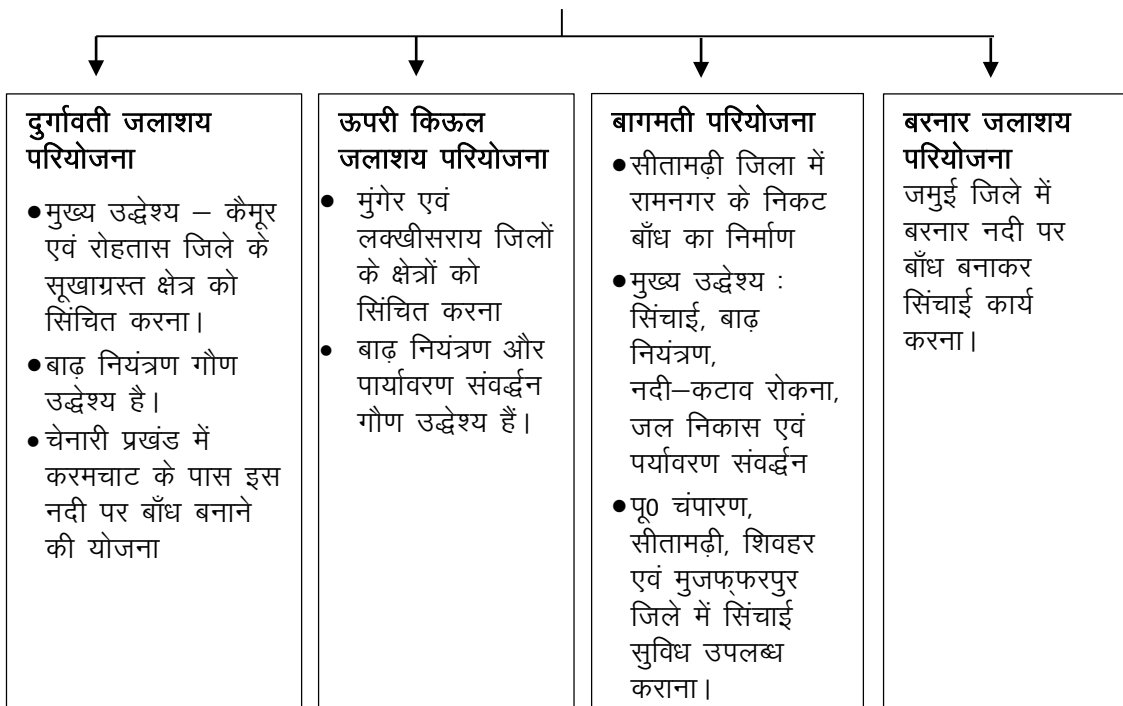 दुर्गावती जलाशय
परियोजना
●मुख्य उद्धेश्य – कैमूर
एवं रोहतास जिले के
सूखाग्रस्त क्षेत्र को
सिंचित करना।
●बाढ़ नियंत्रण गौण
उद्धेश्य है।
●चेनारी प्रखंड में
करमचाट के पास इस
नदी पर बाँध बनाने
की योजना
ऊपरी किऊल
जलाशय परियोजना
● मुंगेर एवं
लक्खीसराय जिलों
के क्षेत्रों को
सिंचित करना
● बाढ़ नियंत्रण और
पार्यावरण संवर्द्धन
गौण उद्धेश्य हैं।
बागमती परियोजना
●सीतामढ़ी जिला में
रामनगर के निकट
बाँध का निर्माण
●मुख्य उद्धेश्य :
सिंचाई, बाढ़
नियंत्रण,
नदी–कटाव रोकना,
जल निकास एवं
पर्यावरण संवर्द्धन
●पू0 चंपारण,
सीतामढ़ी, शिवहर
एवं मुजफ्फरपुर
जिले में सिंचाई
सुविध उपलब्ध
कराना।
बरनार जलाशय
परियोजना
जमुई जिले में
बरनार नदी पर
बाँध बनाकर
सिंचाई कार्य
करना।